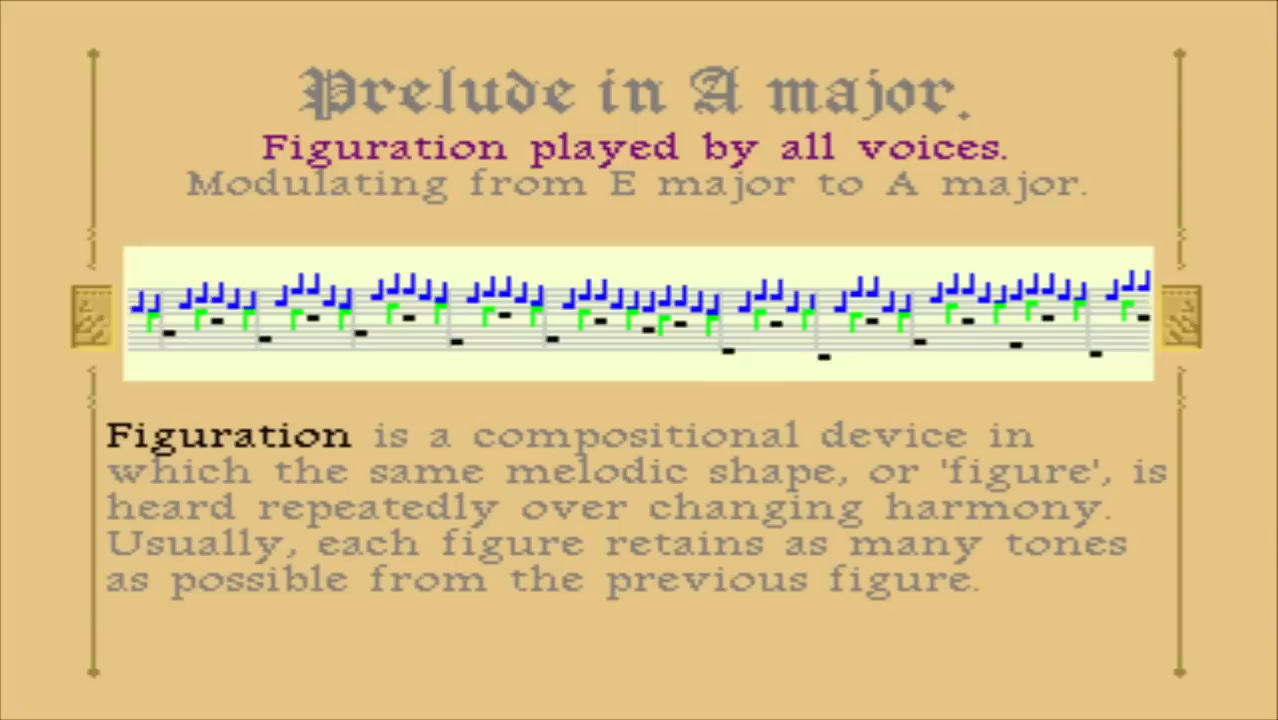 Prelude in A major.
Figuration played by all voices.
Modulating from E major to A major.
Figuration is a compositional device in
which the same melodic shape, or 'figure', is
heard repeatedly over changing harmony.
Usually, each figure retains as many tones
as possible from the previous figure.